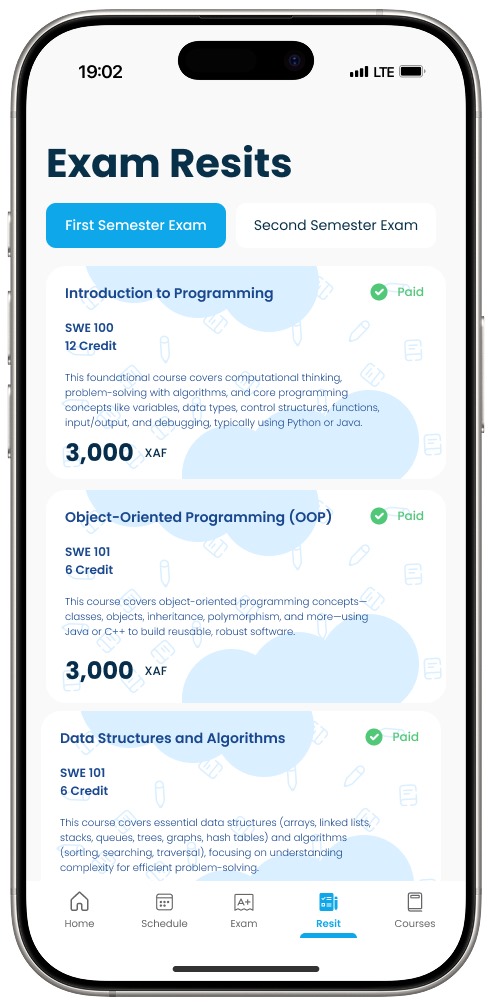 19:02
LTE
Exam Resits
First Semester Exam
Second Semester Exam
Introduction to Programming
Paid
SWE 100
12 Credit
This foundational course covers computational thinking,
problem-solving with algorithms, and core programming
concepts like variables, data types, control structures, functions,
input/output, and debugging, typically using Python or Java.
3,000 XAF
Object-Oriented Programming (OOP)
Paid
SWE 101
6 Credit
This course covers object-oriented programming concepts—
classes, objects, inheritance, polymorphism, and more—using
Java or C++ to build reusable, robust software.
3,000 XAF
Data Structures and Algorithms
Paid
SWE 101
6 Credit
This course covers essential data structures (arrays, linked lists,
stacks, queues, trees, graphs, hash tables) and algorithms
(sorting, searching, traversal), focusing on understanding
complexity for efficient problem-solving.
A+
Home
Schedule
Exam
Resit
Courses